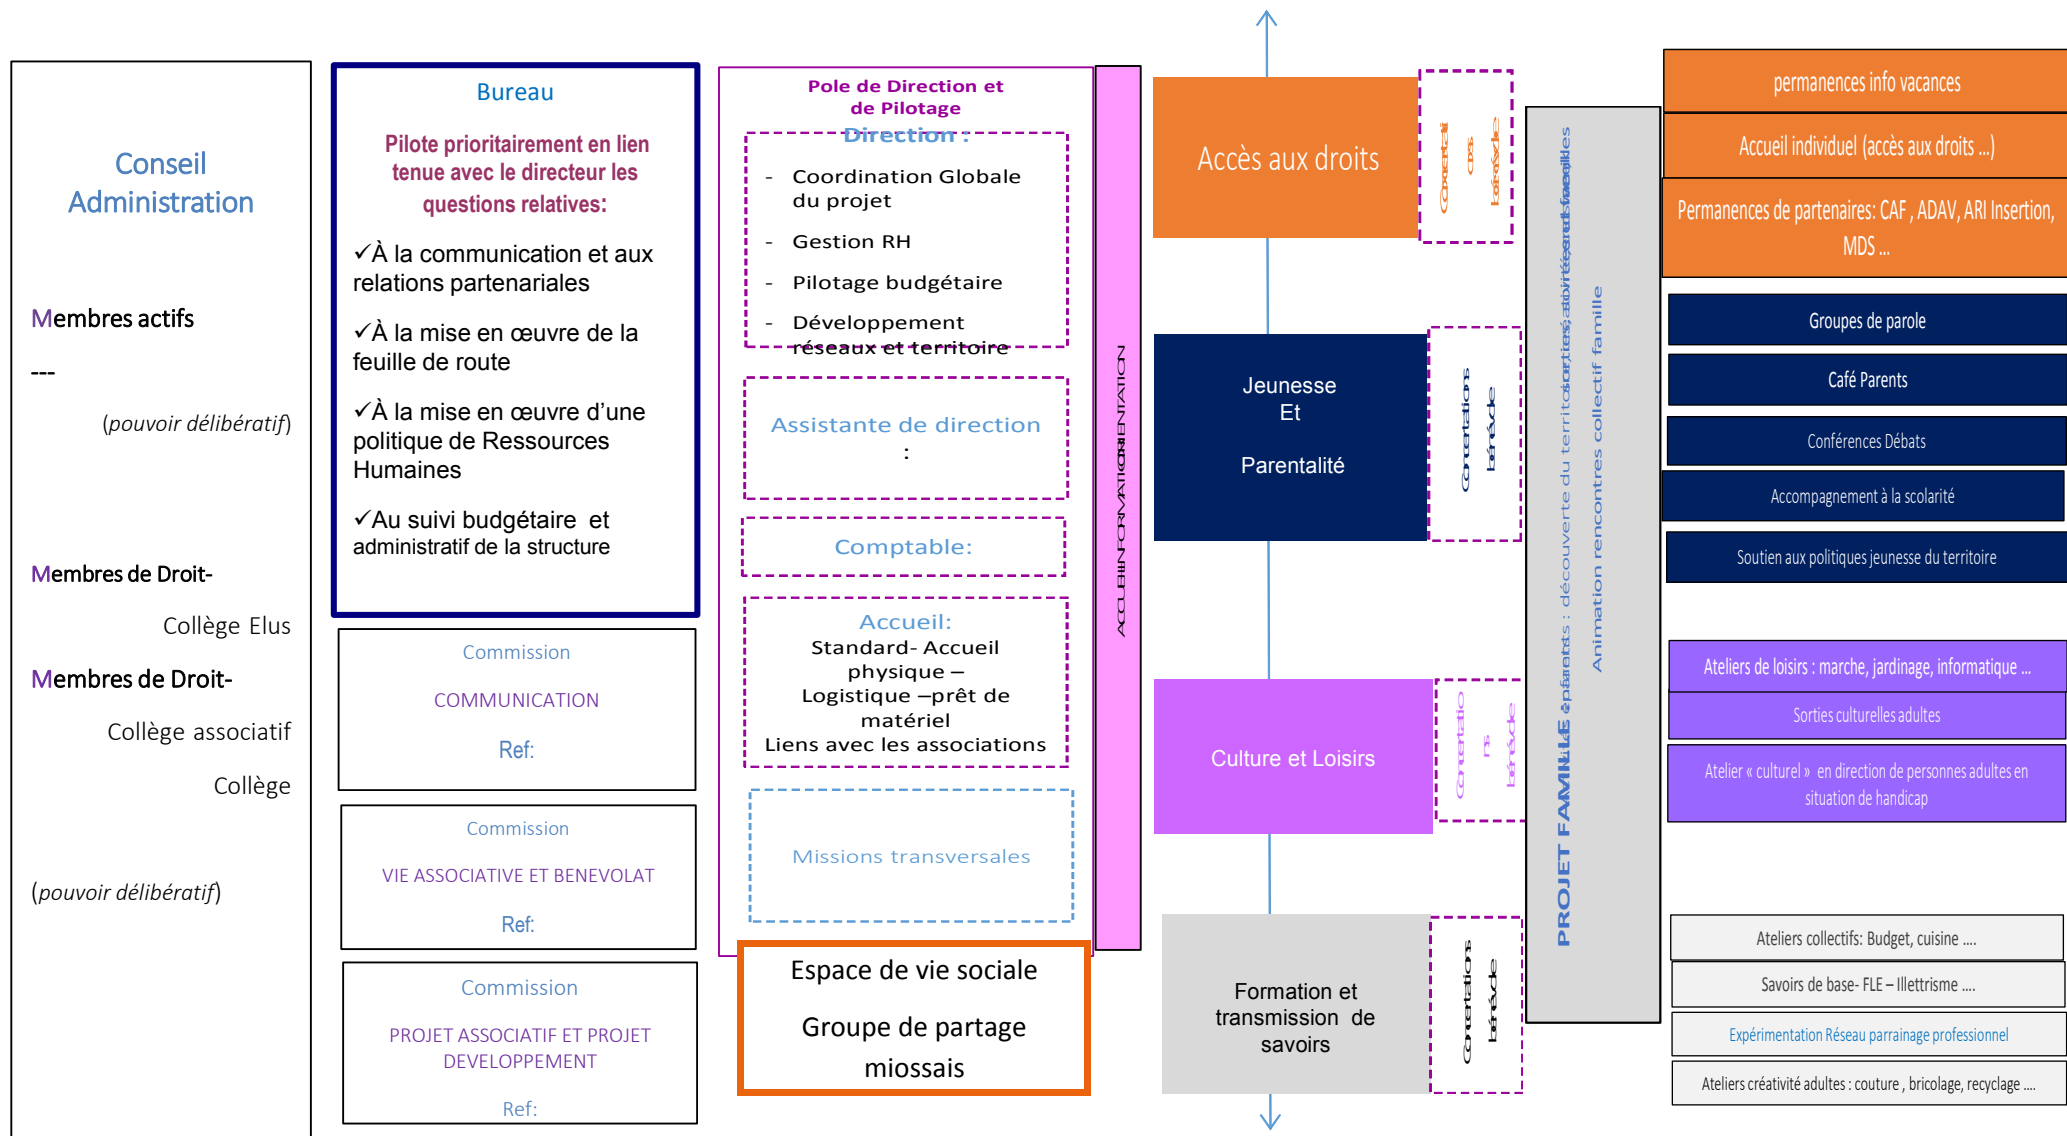 Conseil
Administration
Membres actifs
---
(pouvoir délibératif)
Membres de Droit-
Collège Elus
Membres de Droit-
Collège associatif
Collège
(pouvoir délibératif)
Bureau
Pilote prioritairement en lien
tenue avec le directeur les
questions relatives:
✓À la communication et aux
relations partenariales
✓À la mise en œuvre de la
feuille de route
✓À la mise en œuvre d’une
politique de Ressources
Humaines
✓Au suivi budgétaire et
administratif de la structure
Commission
COMMUNICATION
Ref:
Commission
VIE ASSOCIATIVE ET BENEVOLAT
Ref:
Commission
PROJET ASSOCIATIF ET PROJET
DEVELOPPEMENT
Ref:
Pole de Direction et
de Pilotage
Direction :
- Coordination Globale
du projet
- Gestion RH
- Pilotage budgétaire
- Développement
réseaux et territoire
Assistante de direction
:
Comptable:
Accueil:
Standard- Accueil
physique –
Logistique –prêt de
matériel
Liens avec les associations
Missions transversales
Espace de vie sociale
Groupe de partage
miossais
Accès aux droits
Jeunesse
Et
Parentalité
Culture et Loisirs
Formation et
transmission de
savoirs
PROJET FAMILLE : découverte du territoire
Animation rencontres collectif famille
permanences info vacances
Accueil individuel (accès aux droits ...)
Permanences de partenaires: CAF , ADAV, ARI Insertion,
MDS ...
Groupes de parole
Café Parents
Conférences Débats
Accompagnement à la scolarité
Soutien aux politiques jeunesse du territoire
Ateliers de loisirs : marche, jardinage, informatique ...
Sorties culturelles adultes
Atelier « culturel » en direction de personnes adultes en
situation de handicap
Ateliers collectifs: Budget, cuisine ....
Savoirs de base- FLE – Illettrisme ....
Expérimentation Réseau parrainage professionnel
Ateliers créativité adultes : couture , bricolage, recyclage ....